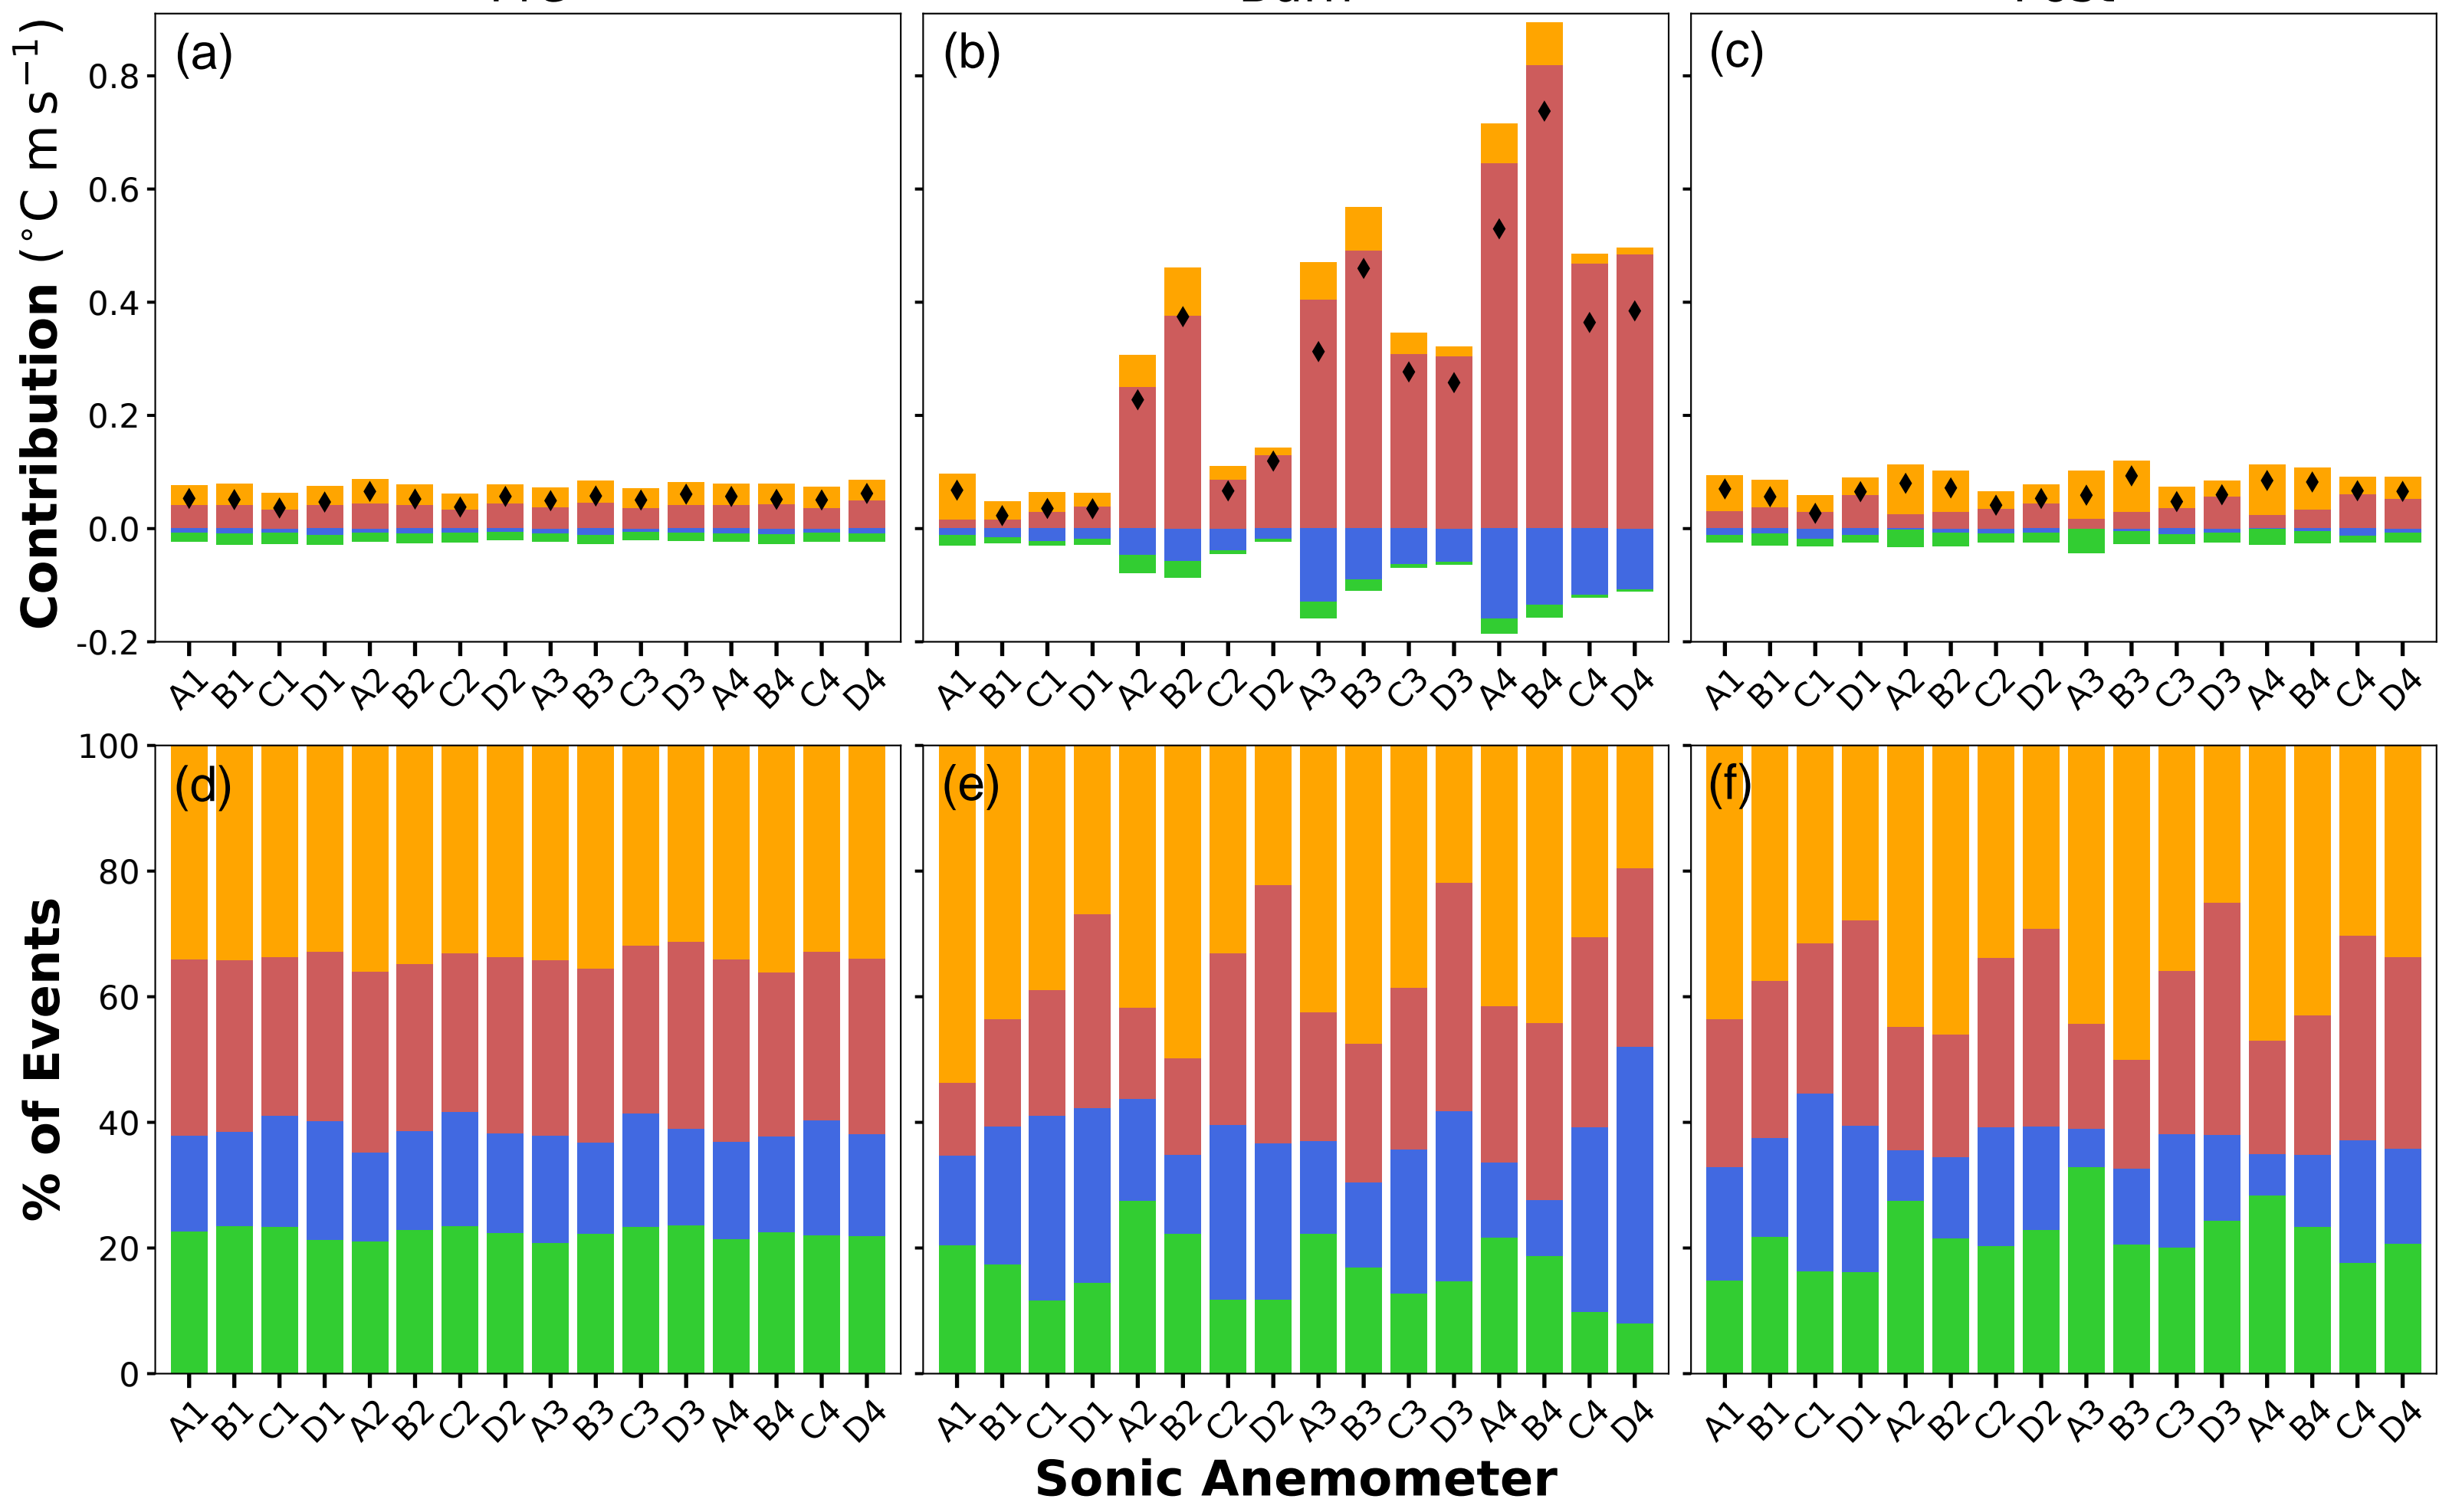 (a) (b) (c)
Contribution (°C m s⁻¹)
0.8
0.6
0.4
0.2
0.0
-0.2
A1 B1 C1 D1 A2 B2 C2 D2 A3 B3 C3 D3 A4 B4 C4 D4
A1 B1 C1 D1 A2 B2 C2 D2 A3 B3 C3 D3 A4 B4 C4 D4
A1 B1 C1 D1 A2 B2 C2 D2 A3 B3 C3 D3 A4 B4 C4 D4
(d) (e) (f)
% of Events
100
80
60
40
20
0
A1 B1 C1 D1 A2 B2 C2 D2 A3 B3 C3 D3 A4 B4 C4 D4
A1 B1 C1 D1 A2 B2 C2 D2 A3 B3 C3 D3 A4 B4 C4 D4
A1 B1 C1 D1 A2 B2 C2 D2 A3 B3 C3 D3 A4 B4 C4 D4
Sonic Anemometer